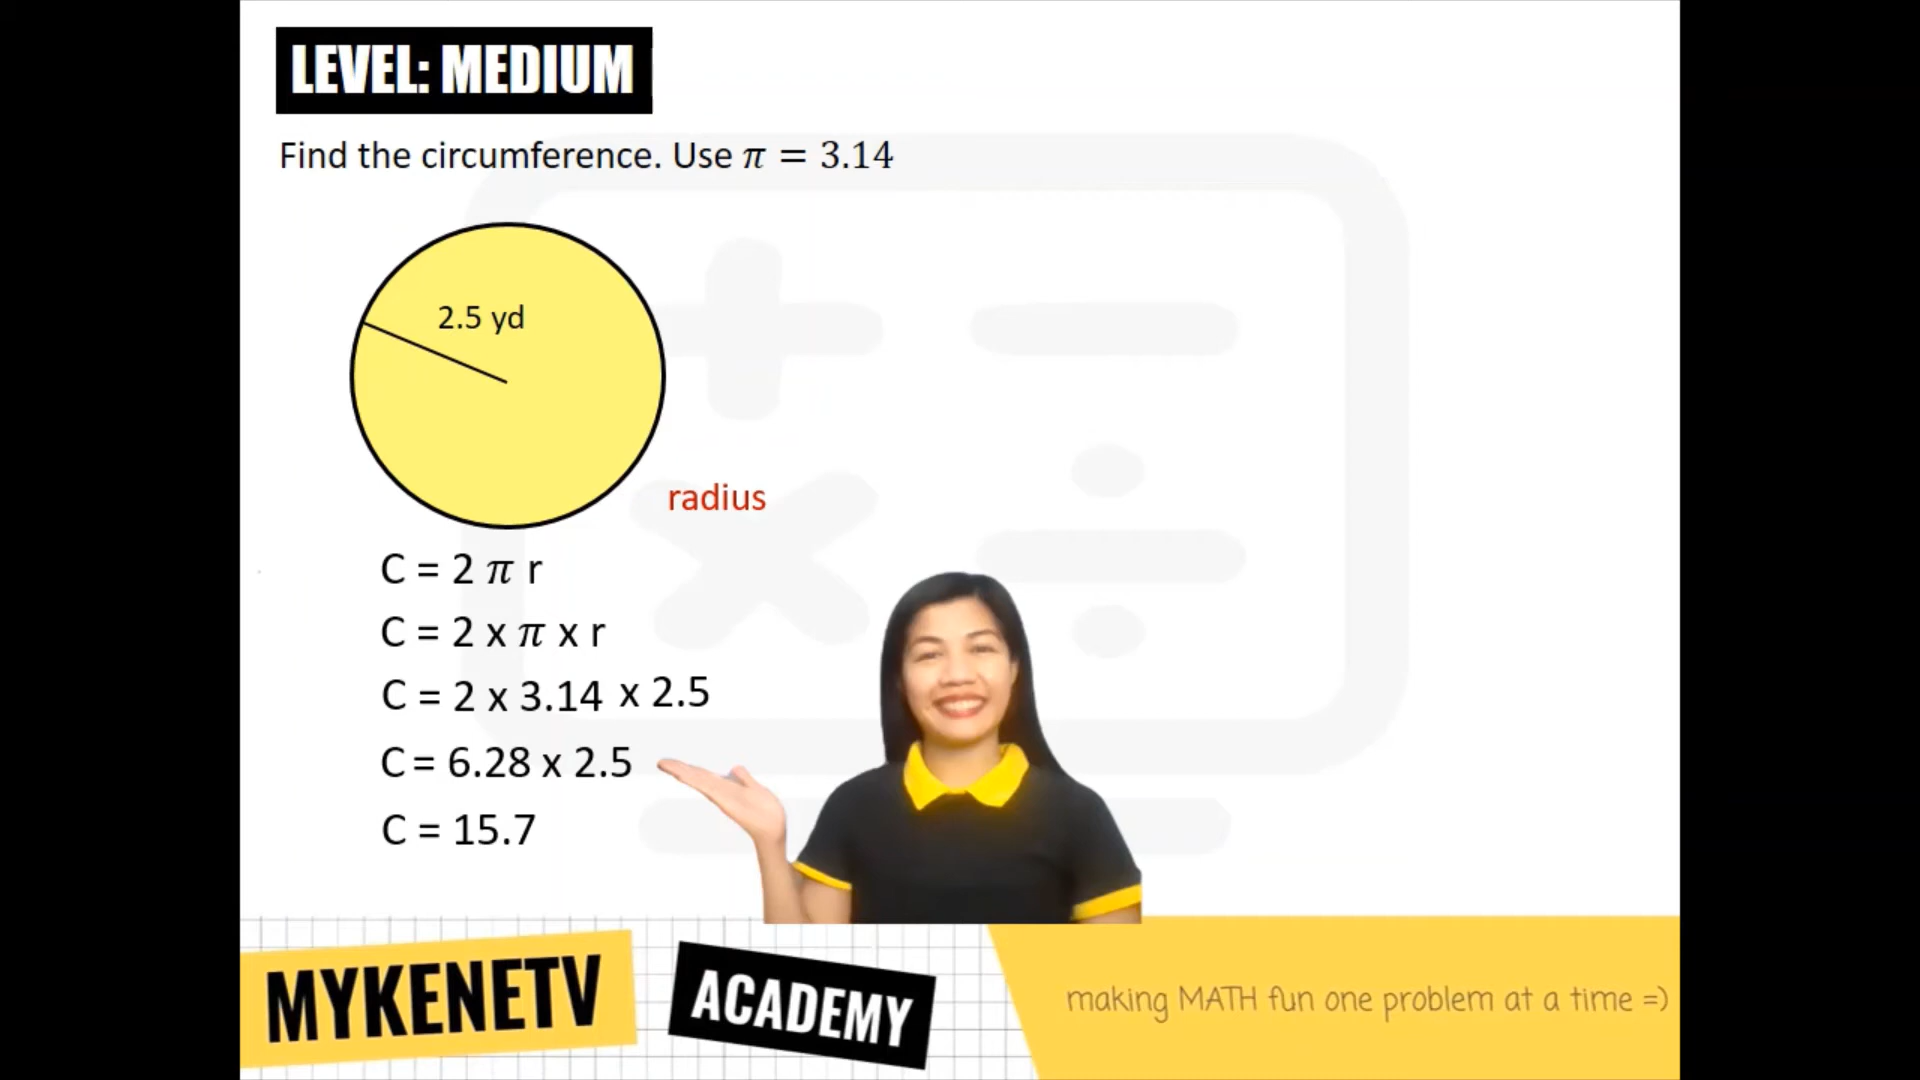 LEVEL: MEDIUM
Find the circumference. Use π = 3.14
2.5 yd
radius
C = 2 π r
C = 2 x π x r
C = 2 x 3.14 x 2.5
C = 6.28 x 2.5
C = 15.7
MYKENETV
ACADEMY
making MATH fun one problem at a time =)